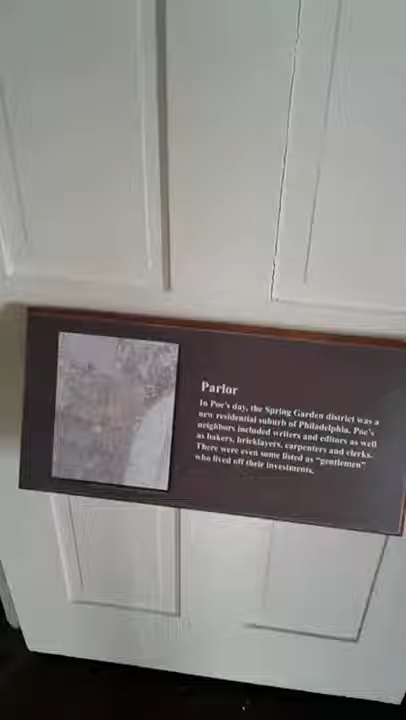 Parlor
In Poe's day, the Spring Garden district was a
new residential suburb of Philadelphia. Poe's
neighbors included writers and editors as well
as bakers, bricklayers, carpenters and clerks.
There were even some listed as "gentlemen"
who lived off their investments.